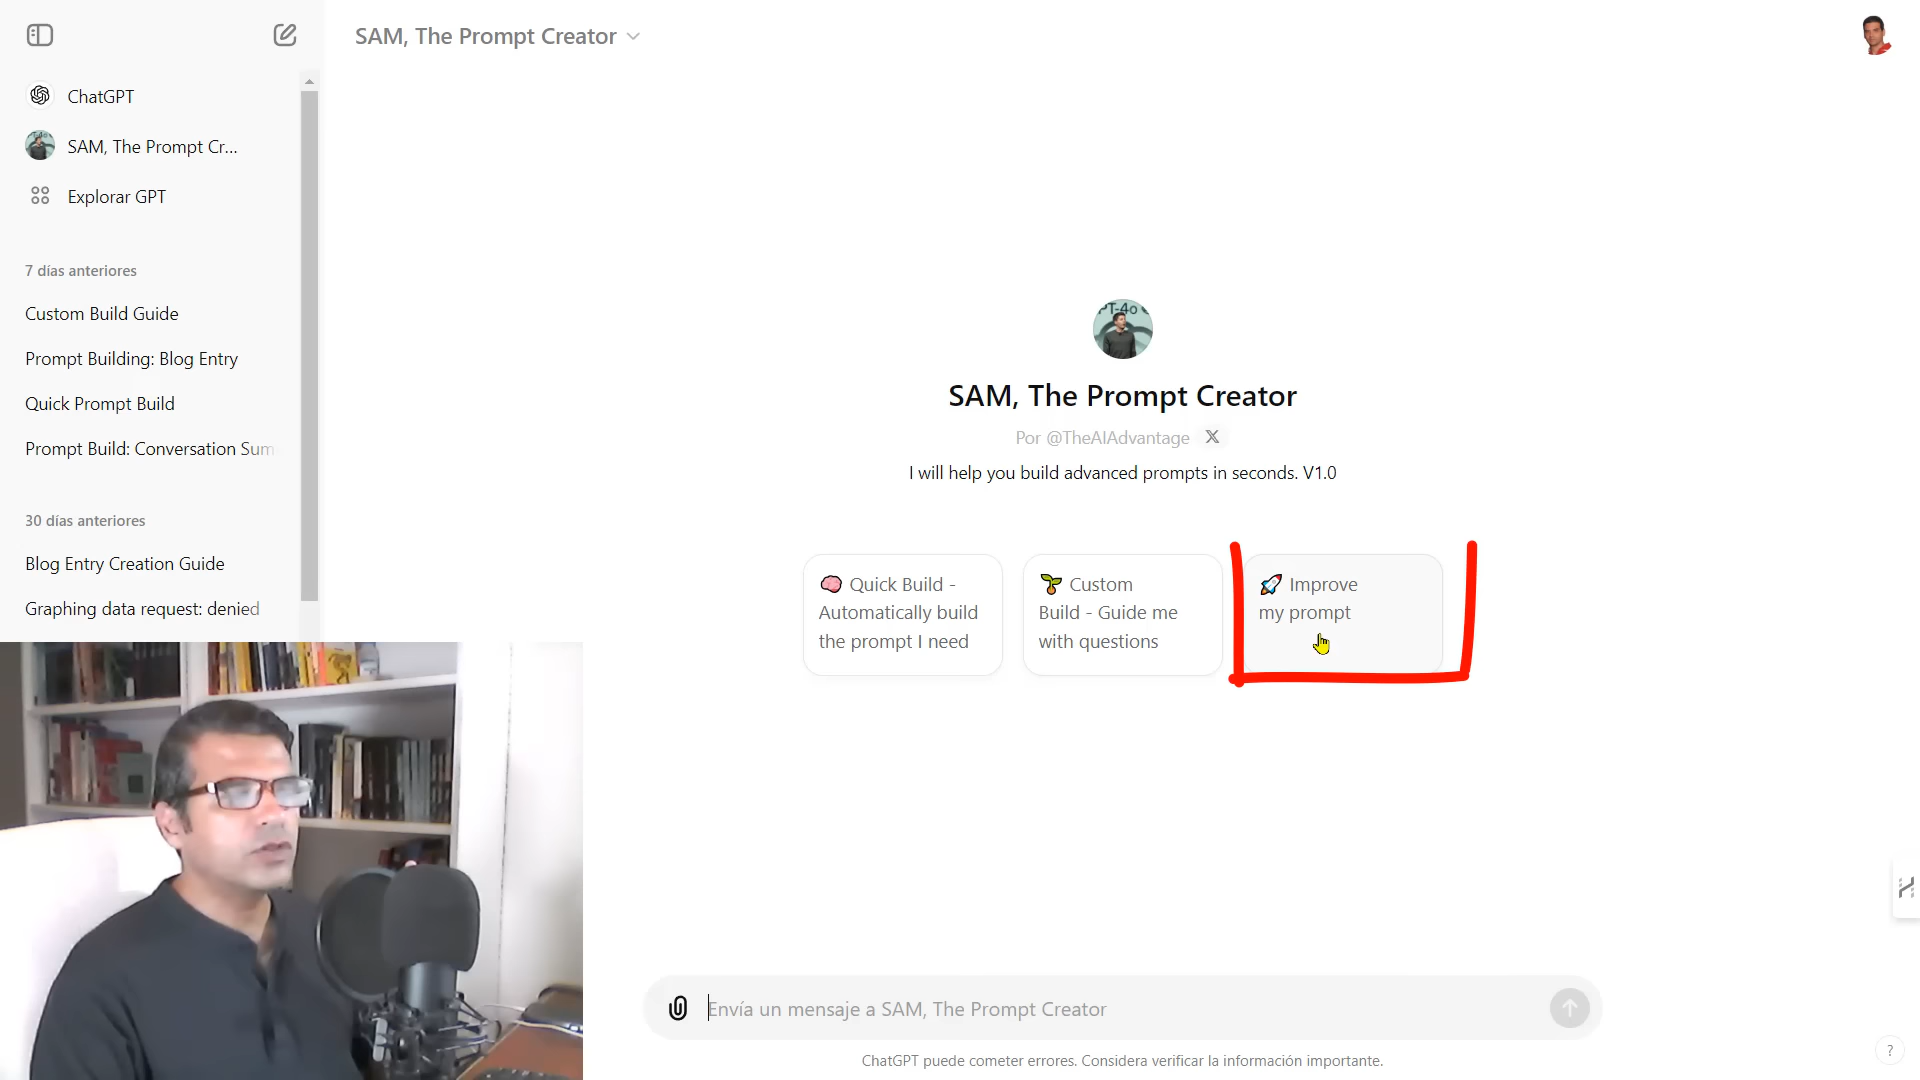 SAM, The Prompt Creator
ChatGPT
SAM, The Prompt Cr...
Explorar GPT
7 días anteriores
Custom Build Guide
Prompt Building: Blog Entry
Quick Prompt Build
Prompt Build: Conversation Sum
30 días anteriores
Blog Entry Creation Guide
Graphing data request: denied
PT-4o
SAM, The Prompt Creator
Por @TheAIAdvantage
I will help you build advanced prompts in seconds. V1.0
Quick Build -
Automatically build
the prompt I need
Custom
Build - Guide me
with questions
Improve
my prompt
Envía un mensaje a SAM, The Prompt Creator
ChatGPT puede cometer errores. Considera verificar la información importante.
?